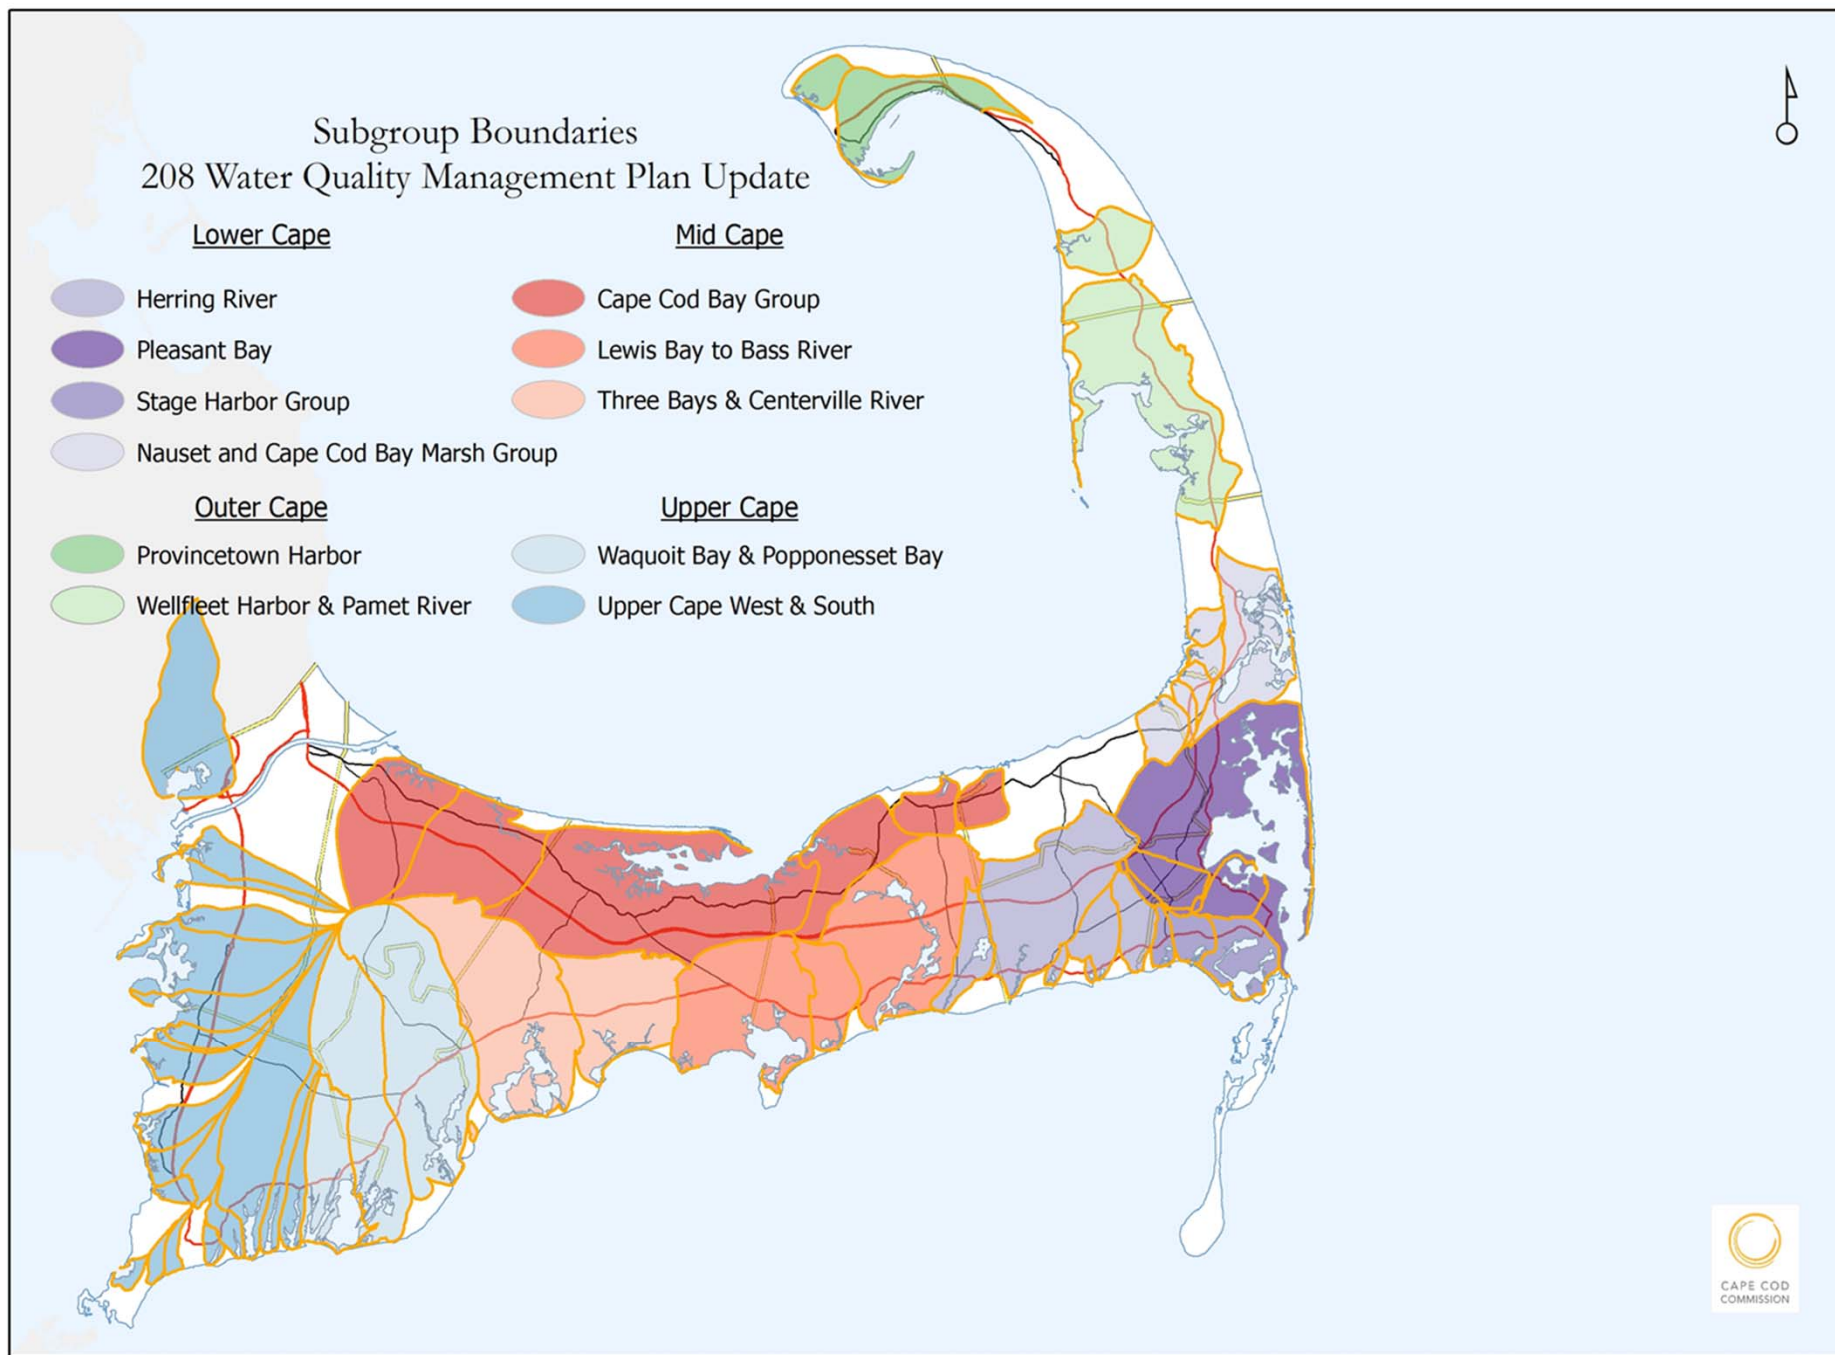 Subgroup Boundaries
208 Water Quality Management Plan Update
Lower Cape
Herring River
Pleasant Bay
Stage Harbor Group
Nauset and Cape Cod Bay Marsh Group
Mid Cape
Cape Cod Bay Group
Lewis Bay to Bass River
Three Bays & Centerville River
Outer Cape
Provincetown Harbor
Wellfleet Harbor & Pamet River
Upper Cape
Waquoit Bay & Popponesset Bay
Upper Cape West & South
CAPE COD
COMMISSION